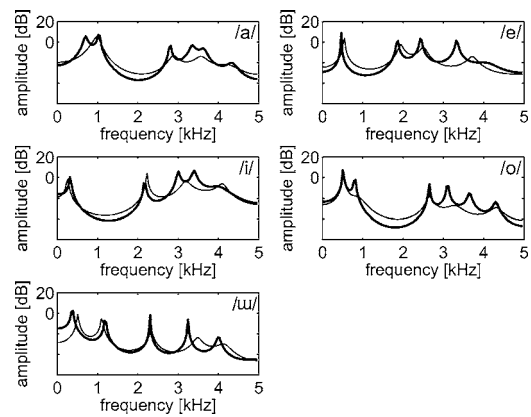 /a/
20
0
amplitude [dB]
0 1 2 3 4 5
frequency [kHz]
/e/
20
0
amplitude [dB]
0 1 2 3 4 5
frequency [kHz]
/i/
20
0
amplitude [dB]
0 1 2 3 4 5
frequency [kHz]
/o/
20
0
amplitude [dB]
0 1 2 3 4 5
frequency [kHz]
/ɯ/
20
0
amplitude [dB]
0 1 2 3 4 5
frequency [kHz]